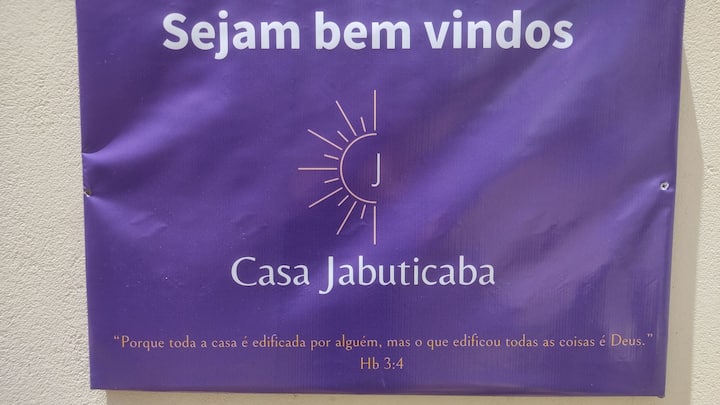 Sejam bem vindos
J
Casa Jabuticaba
“Porque toda a casa é edificada por alguém, mas o que edificou todas as coisas é Deus.”
Hb 3:4